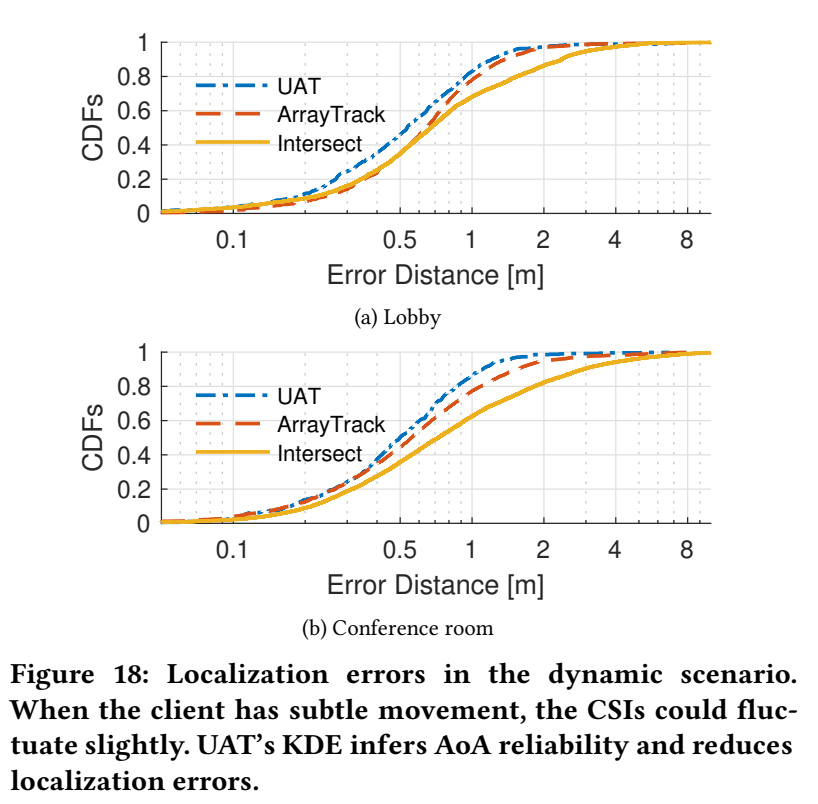 1
0.8
0.6
0.4
0.2
0
CDFs
UAT
ArrayTrack
Intersect
0.1 0.5 1 2 4 8
Error Distance [m]
(a) Lobby
1
0.8
0.6
0.4
0.2
0
CDFs
UAT
ArrayTrack
Intersect
0.1 0.5 1 2 4 8
Error Distance [m]
(b) Conference room
Figure 18: Localization errors in the dynamic scenario.
When the client has subtle movement, the CSIs could fluc-
tuate slightly. UAT's KDE infers AoA reliability and reduces
localization errors.